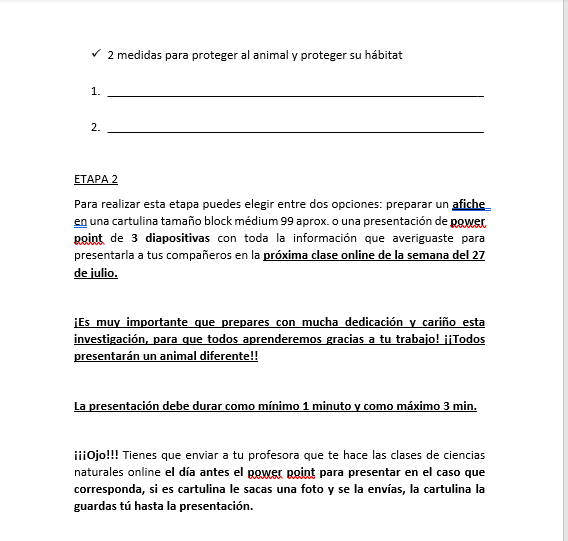 ✓ 2 medidas para proteger al animal y proteger su hábitat
1. ___
2. ___
ETAPA 2
Para realizar esta etapa puedes elegir entre dos opciones: preparar un afiche
en una cartulina tamaño block médium 99 aprox. o una presentación de power
point de 3 diapositivas con toda la información que averiguaste para
presentarla a tus compañeros en la próxima clase online de la semana del 27
de julio.
¡Es muy importante que prepares con mucha dedicación y cariño esta
investigación, para que todos aprenderemos gracias a tu trabajo! ¡¡Todos
presentarán un animal diferente!!
La presentación debe durar como mínimo 1 minuto y como máximo 3 min.
¡¡¡Ojo!!! Tienes que enviar a tu profesora que te hace las clases de ciencias
naturales online el día antes el power point para presentar en el caso que
corresponda, si es cartulina le sacas una foto y se la envías, la cartulina la
guardas tú hasta la presentación.